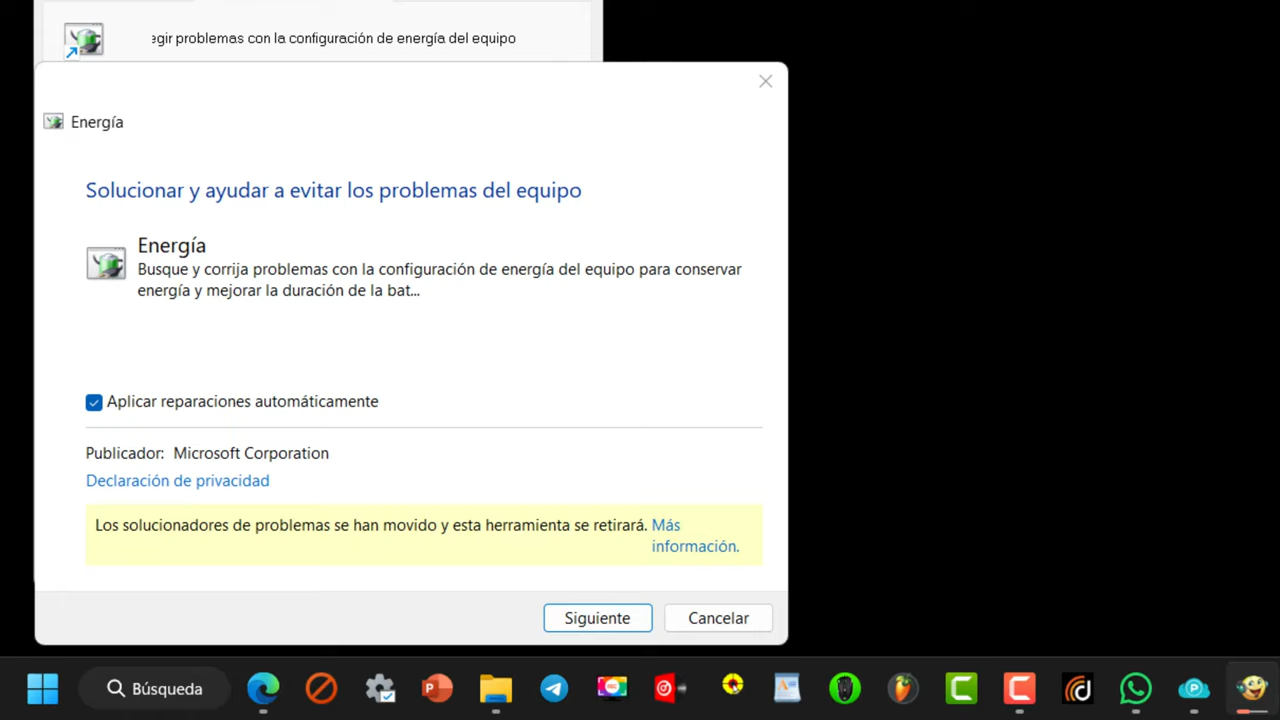 egir problemas con la configuración de energía del equipo
Energía
Solucionar y ayudar a evitar los problemas del equipo
Energía
Busque y corrija problemas con la configuración de energía del equipo para conservar
energía y mejorar la duración de la bat...
Aplicar reparaciones automáticamente
Publicador: Microsoft Corporation
Declaración de privacidad
Los solucionadores de problemas se han movido y esta herramienta se retirará. Más
información.
Siguiente
Cancelar
Búsqueda